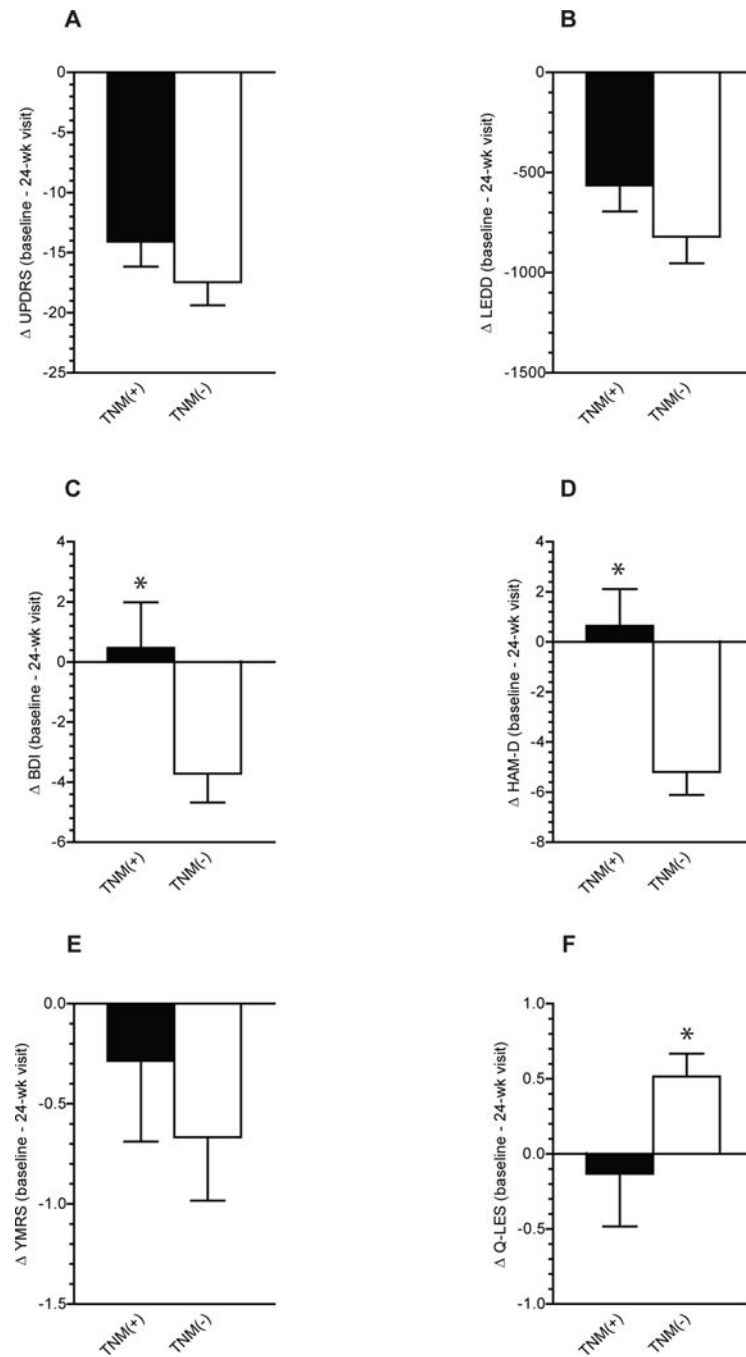 A
0
-5
-10
-15
-20
-25
Δ UPDRS (baseline - 24-wk visit)
TNM(+)
TNM(-)
B
0
-500
-1000
-1500
Δ LEDD (baseline - 24-wk visit)
TNM(+)
TNM(-)
C
4
2
0
-2
-4
-6
Δ BDI (baseline - 24-wk visit)
*
TNM(+)
TNM(-)
D
4
2
0
-2
-4
-6
-8
Δ HAM-D (baseline - 24-wk visit)
*
TNM(+)
TNM(-)
E
0.0
-0.5
-1.0
-1.5
Δ YMRS (baseline - 24-wk visit)
TNM(+)
TNM(-)
F
1.0
0.5
0.0
-0.5
-1.0
Δ Q-LES (baseline - 24-wk visit)
*
TNM(+)
TNM(-)